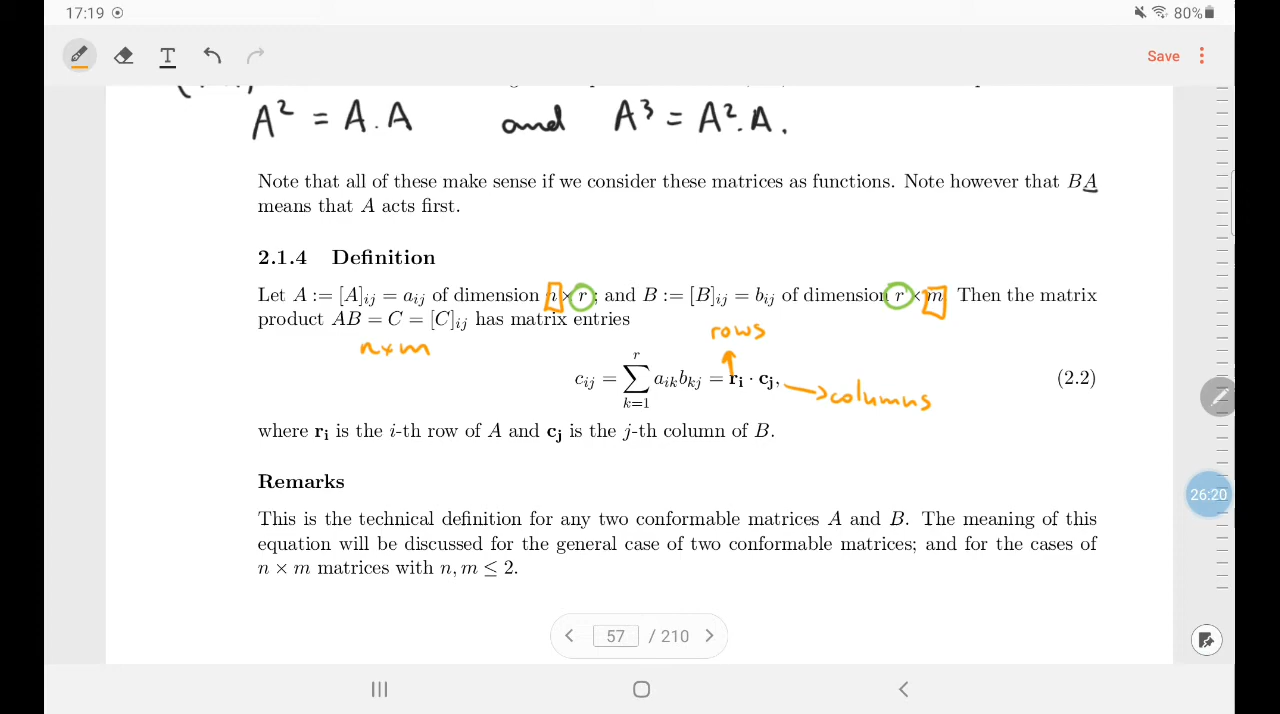 17:19
80%
T
Save
A² = A.A and A³ = A².A.
Note that all of these make sense if we consider these matrices as functions. Note however that BA
means that A acts first.
2.1.4 Definition
Let A := [A]ij = aij of dimension n × r; and B := [B]ij = bij of dimension r × m. Then the matrix
product AB = C = [C]ij has matrix entries
rows
n×m
cij = ∑_{k=1}^{r} aik bkj = ri · cj, (2.2)
columns
where ri is the i-th row of A and cj is the j-th column of B.
26:20
Remarks
This is the technical definition for any two conformable matrices A and B. The meaning of this
equation will be discussed for the general case of two conformable matrices; and for the cases of
n × m matrices with n, m ≤ 2.
57 / 210